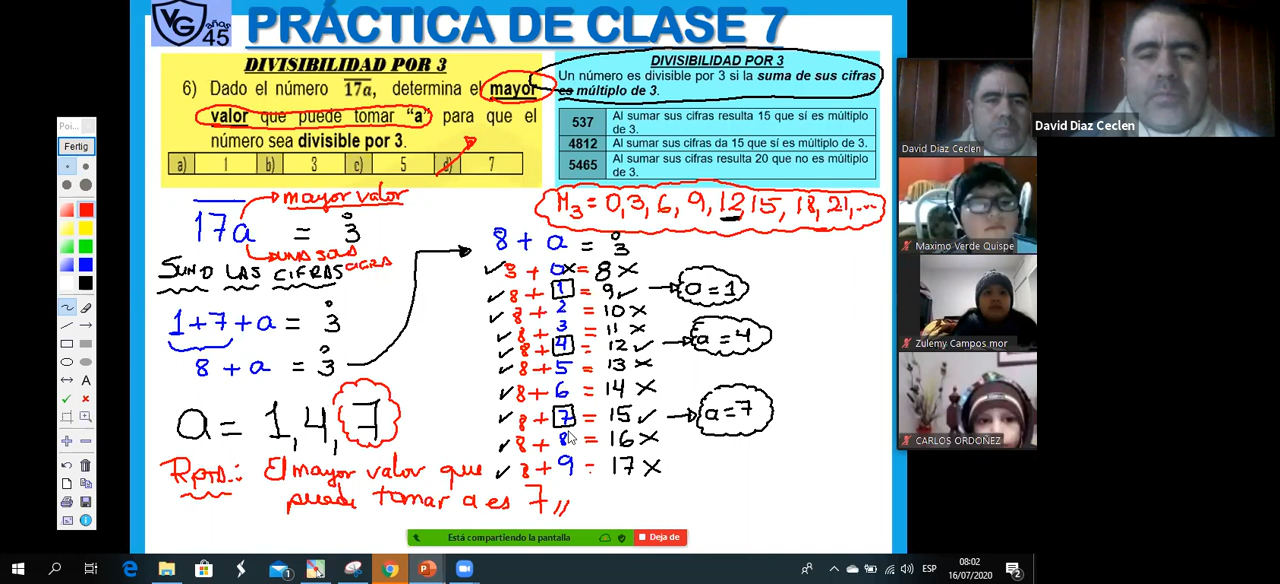 VG
años
45
PRÁCTICA DE CLASE 7
DIVISIBILIDAD POR 3
6) Dado el número 17a, determina el mayor
valor que puede tomar "a" para que el
número sea divisible por 3.
a) 1 b) 3 c) 5 d) 7
DIVISIBILIDAD POR 3
Un número es divisible por 3 si la suma de sus cifras
es múltiplo de 3.
537 Al sumar sus cifras resulta 15 que sí es múltiplo
de 3.
4812 Al sumar sus cifras da 15 que sí es múltiplo de 3.
5465 Al sumar sus cifras resulta 20 que no es múltiplo
de 3.
mayor valor
17a = 3
UNA SOLA
CIFRA
SUMO LAS CIFRAS
1+7+a = 3
8 + a = 3
a = 1, 4, 7
Rpta.: El mayor valor que
puede tomar a es 7
M3 = 0, 3, 6, 9, 12, 15, 18, 21, ...
8 + a = 3
8 + 0 = 8 x
8 + 1 = 9 ✓ → a = 1
8 + 2 = 10 x
8 + 3 = 11 x
8 + 4 = 12 ✓ → a = 4
8 + 5 = 13 x
8 + 6 = 14 x
8 + 7 = 15 ✓ → a = 7
8 + 8 = 16 x
8 + 9 = 17 x
Poi...
Fertig
A
David Diaz Ceclen
David Diaz Ceclen
Maximo Verde Quispe
Zulemy Campos mor
CARLOS ORDOÑEZ
Está compartiendo la pantalla
Deja de
ESP
08:02
16/07/2020
1
2